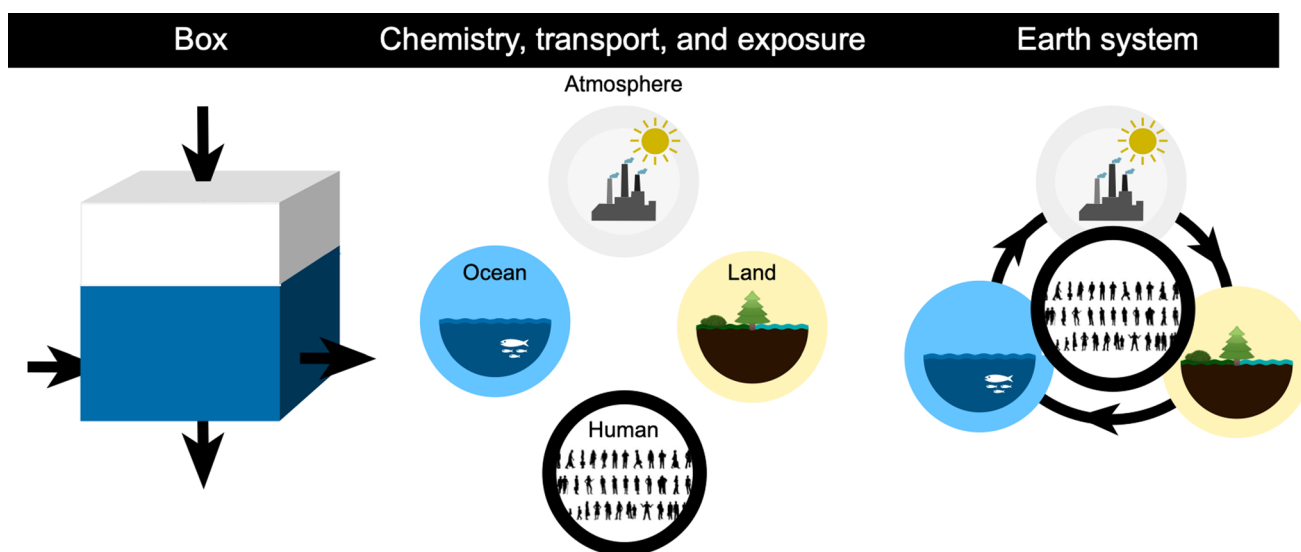 Box
Chemistry, transport, and exposure
Earth system
Atmosphere
Ocean
Land
Human